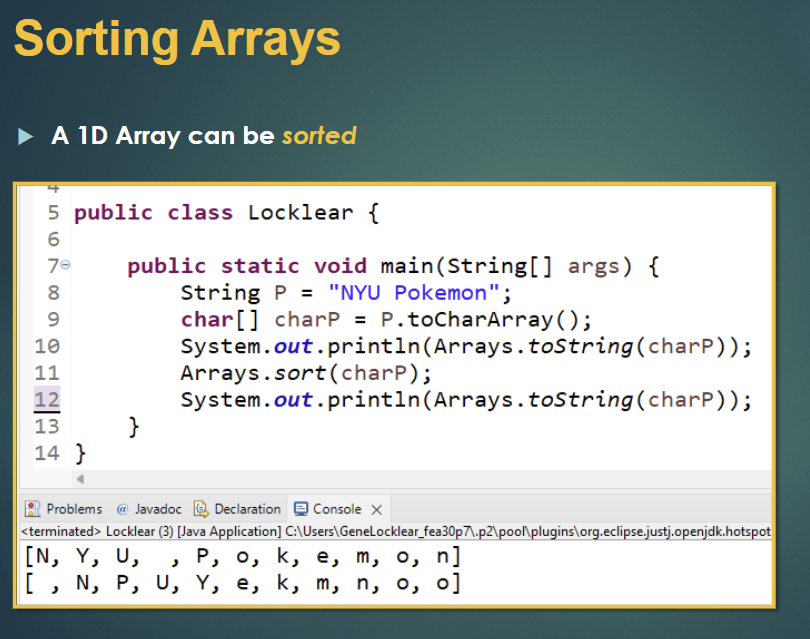 Sorting Arrays
A 1D Array can be sorted
4
5 public class Locklear {
6
7 public static void main(String[] args) {
8 String P = "NYU Pokemon";
9 char[] charP = P.toCharArray();
10 System.out.println(Arrays.toString(charP));
11 Arrays.sort(charP);
12 System.out.println(Arrays.toString(charP));
13 }
14 }
Problems @ Javadoc Declaration Console
<terminated> Locklear (3) [Java Application] C:\Users\GeneLocklear_fea30p7\.p2\pool\plugins\org.eclipse.justj.openjdk.hotspot
[N, Y, U,  , P, o, k, e, m, o, n]
[ , N, P, U, Y, e, k, m, n, o, o]